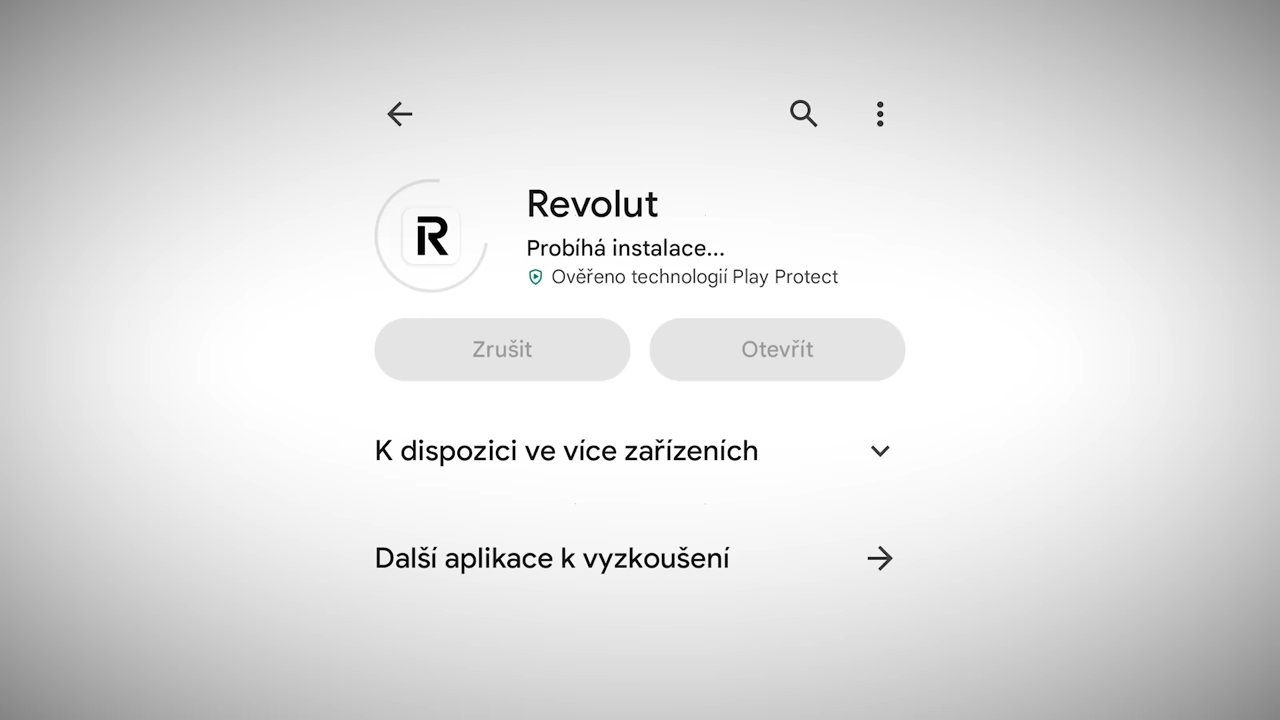 R
Revolut
Probíhá instalace...
Ověřeno technologií Play Protect
Zrušit
Otevřít
K dispozici ve více zařízeních
Další aplikace k vyzkoušení